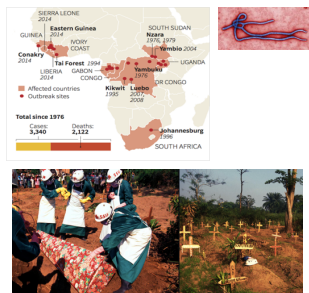 SIERRA LEONE
2014
Eastern Guinea
2014
GUINEA
IVORY
COAST
Conakry
2014
LIBERIA
2014
Tai Forest 1994
GABON
CONGO
SOUTH SUDAN
Nzara
1976, 1979
Yambio 2004
UGANDA
Yambuku
1976
DR CONGO
Kikwit
1995
Luebo
2007,
2008
Affected countries
Outbreak sites
Total since 1976
Cases:
3,340
Deaths:
2,122
Johannesburg
1996
SOUTH AFRICA